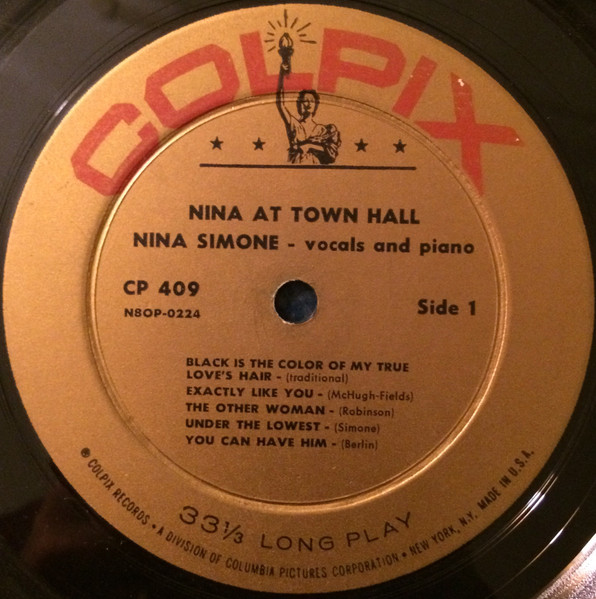 COLPIX
NINA AT TOWN HALL
NINA SIMONE - vocals and piano
CP 409
N8OP-0224
Side 1
BLACK IS THE COLOR OF MY TRUE
LOVE'S HAIR - (traditional)
EXACTLY LIKE YOU - (McHugh-Fields)
THE OTHER WOMAN - (Robinson)
UNDER THE LOWEST - (Simone)
YOU CAN HAVE HIM - (Berlin)
33⅓ LONG PLAY
® COLPIX RECORDS • A DIVISION OF COLUMBIA PICTURES CORPORATION • NEW YORK, N.Y. MADE IN U.S.A.